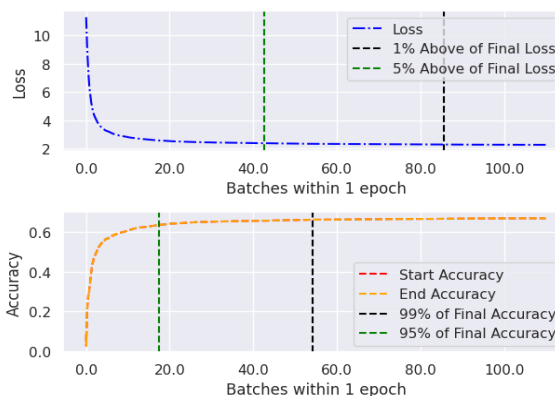 10
8
6
4
2
Loss
Loss
1% Above of Final Loss
5% Above of Final Loss
0.0 20.0 40.0 60.0 80.0 100.0
Batches within 1 epoch
0.6
0.4
0.2
0.0
Accuracy
Start Accuracy
End Accuracy
99% of Final Accuracy
95% of Final Accuracy
0.0 20.0 40.0 60.0 80.0 100.0
Batches within 1 epoch